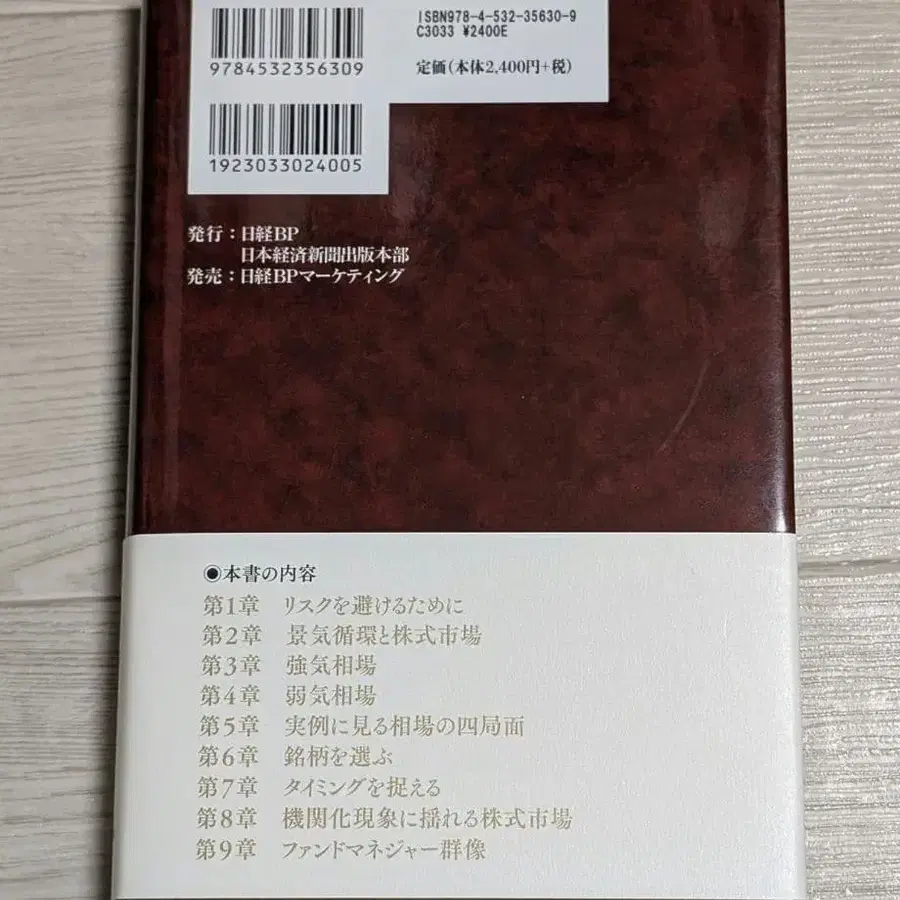 ISBN978-4-532-35630-9
C3033 ¥2400E
9784532356309
定価(本体2,400円+税)
1923033024005
発行：日経BP
日本経済新聞出版本部
発売：日経BPマーケティング
◉本書の内容
第1章 リスクを避けるために
第2章 景気循環と株式市場
第3章 強気相場
第4章 弱気相場
第5章 実例に見る相場の四局面
第6章 銘柄を選ぶ
第7章 タイミングを捉える
第8章 機関化現象に揺れる株式市場
第9章 ファンドマネジャー群像